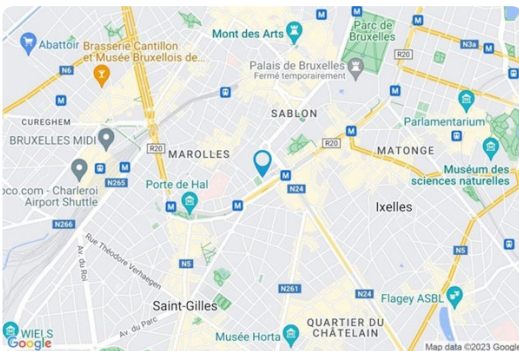 Abattoir
Brasserie Cantillon
et Musée Bruxellois de...
Mont des Arts
Parc de
Bruxelles
R20
N3a
N6
Palais de Bruxelles
Fermé temporairement
SABLON
Parlamentarium
CUREGHEM
BRUXELLES MIDI
MAROLLES
R20
R20
MATONGE
Muséum des
sciences naturelles
oco.com - Charleroi
Airport Shuttle
N265
Porte de Hal
N24
Ixelles
N266
Rue Théodore Verhaegen
Av. du Roi
N5
N5
N261
N24
Flagey ASBL
Saint-Gilles
Av. du Parc
WIELS
Musée Horta
QUARTIER DU
CHÂTELAIN
Google
Map data ©2023 Google
M
M
M
M
M
M
M